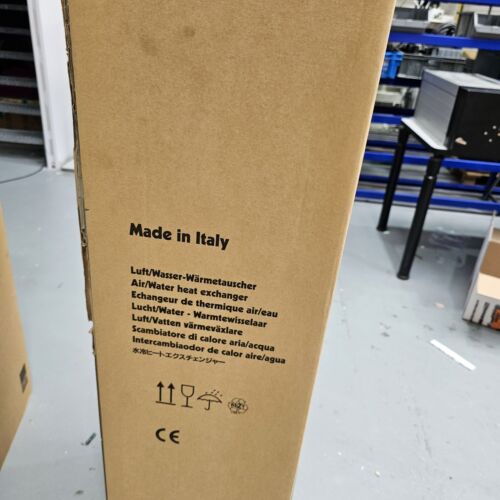 Made in Italy
Luft/Wasser-Wärmetauscher
Air/Water heat exchanger
Echangeur de thermique air/eau
Lucht/Water - Warmtewisselaar
Luft/Vatten värmeväxlare
Scambiatore di calore aria/acqua
Intercambiaodor de calor aire/agua
水冷ヒートエクスチェンジャー
CE